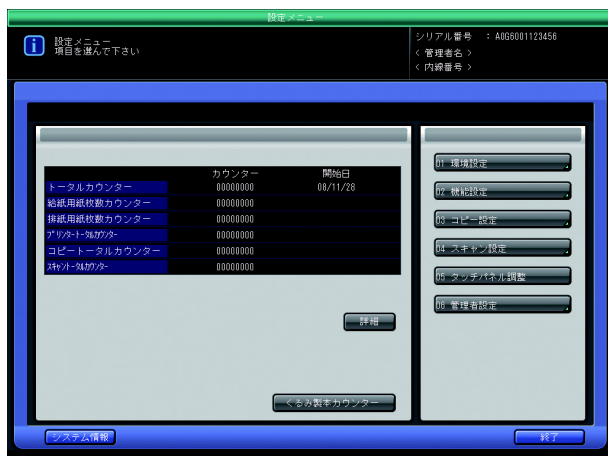 設定メニュー
設定メニュー
項目を選んで下さい
シリアル番号 : A0G6001123456
< 管理者名 >
< 内線番号 >
カウンター 開始日
トータルカウンター 00000000 08/11/28
給紙用紙枚数カウンター 00000000
排紙用紙枚数カウンター 00000000
プリンタートータルカウンター 00000000
コピートータルカウンター 00000000
スキャントータルカウンター 00000000
詳細
くるみ製本カウンター
01 環境設定
02 機能設定
03 コピー設定
04 スキャン設定
05 タッチパネル調整
06 管理者設定
システム情報
終了